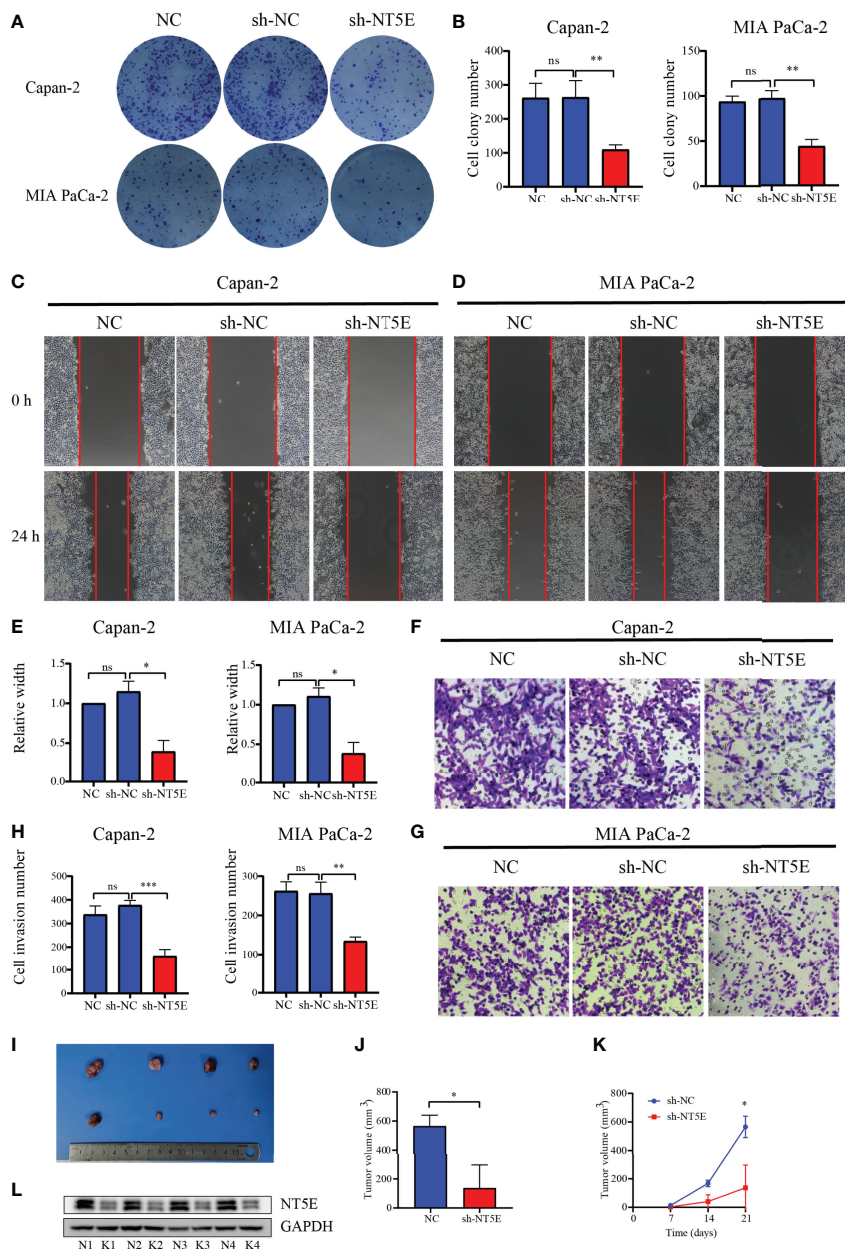 A
NC sh-NC sh-NT5E
Capan-2
MIA PaCa-2
B
Capan-2
Cell clony number
300
200
100
0
ns **
NC sh-NC sh-NT5E
MIA PaCa-2
Cell clony number
150
100
50
0
ns **
NC sh-NC sh-NT5E
C
Capan-2
NC sh-NC sh-NT5E
0 h
24 h
D
MIA PaCa-2
NC sh-NC sh-NT5E
E
Capan-2
Relative width
1.5
1.0
0.5
0.0
ns *
NC sh-NC sh-NT5E
MIA PaCa-2
Relative width
1.5
1.0
0.5
0.0
ns *
NC sh-NC sh-NT5E
F
Capan-2
NC sh-NC sh-NT5E
H
Capan-2
Cell invasion number
500
400
300
200
100
0
ns ***
NC sh-NC sh-NT5E
MIA PaCa-2
Cell invasion number
300
200
100
0
ns **
NC sh-NC sh-NT5E
G
MIA PaCa-2
NC sh-NC sh-NT5E
I
J
Tumor volume (mm³)
800
600
400
200
0
*
NC sh-NT5E
K
Tumor volume (mm³)
800
600
400
200
0
sh-NC
sh-NT5E
*
0 7 14 21
Time (days)
L
NT5E
GAPDH
N1 K1 N2 K2 N3 K3 N4 K4